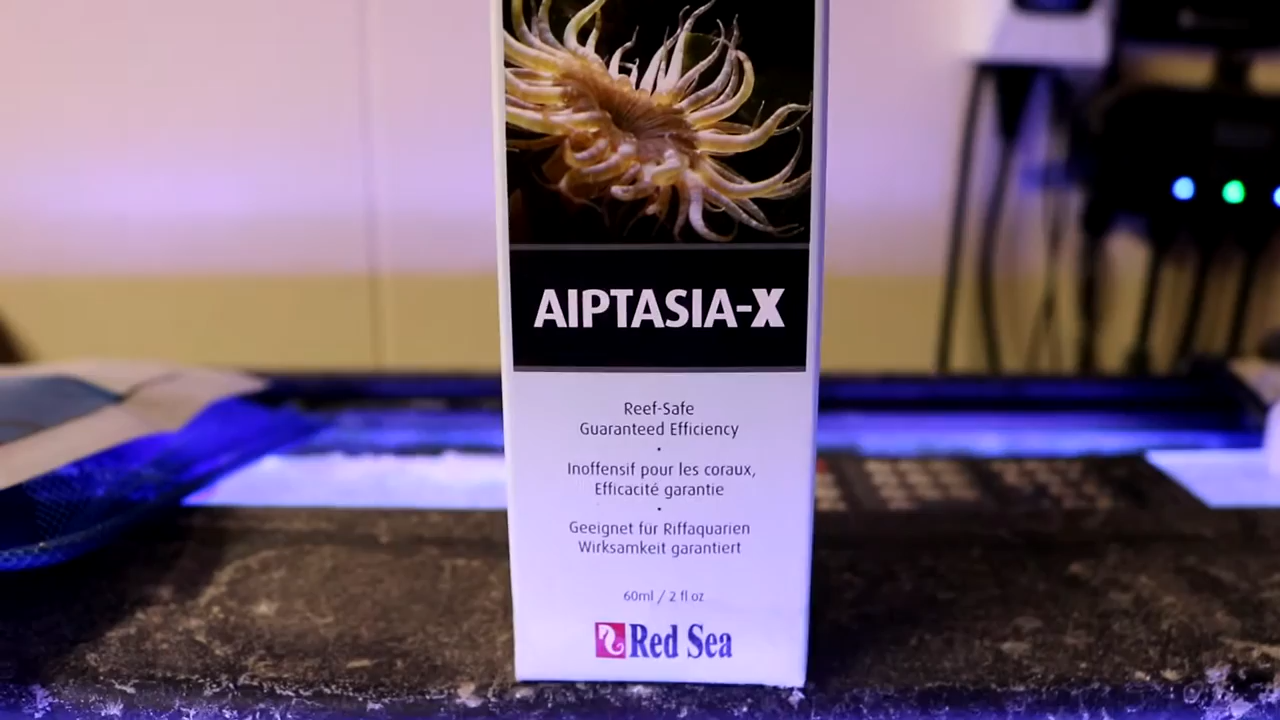 AIPTASIA-X
Reef-Safe
Guaranteed Efficiency
Inoffensif pour les coraux,
Efficacité garantie
Geeignet für Riffaquarien
Wirksamkeit garantiert
60ml / 2 fl oz
Red Sea